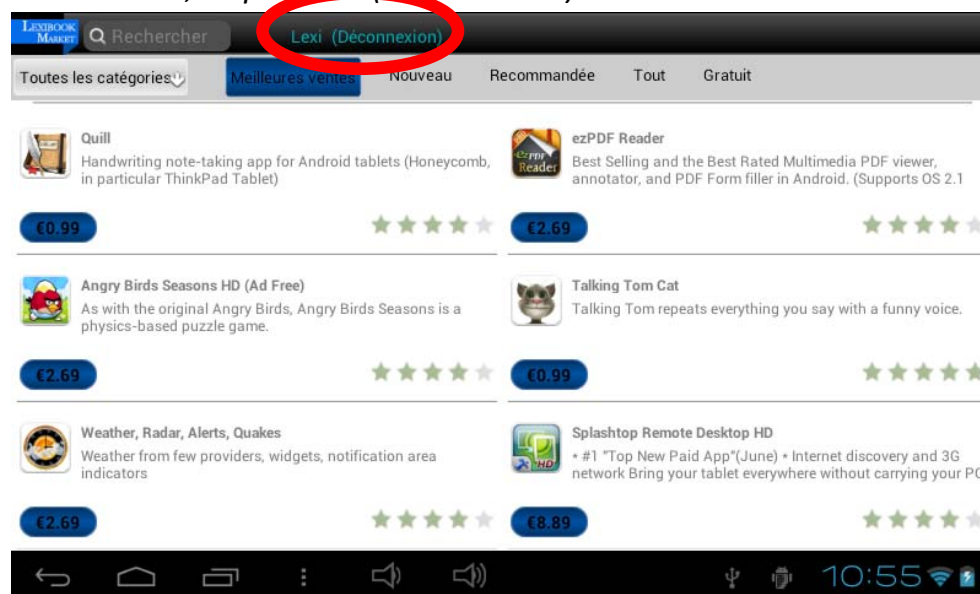 LEXIBOOK
MARKET
Rechercher
Lexi (Déconnexion)
Toutes les catégories
Meilleures ventes
Nouveau
Recommandée
Tout
Gratuit
Quill
Handwriting note-taking app for Android tablets (Honeycomb,
in particular ThinkPad Tablet)
€0.99
ezPDF Reader
Best Selling and the Best Rated Multimedia PDF viewer,
annotator, and PDF Form filler in Android. (Supports OS 2.1
€2.69
Angry Birds Seasons HD (Ad Free)
As with the original Angry Birds, Angry Birds Seasons is a
physics-based puzzle game.
€2.69
Talking Tom Cat
Talking Tom repeats everything you say with a funny voice.
€0.99
Weather, Radar, Alerts, Quakes
Weather from few providers, widgets, notification area
indicators
€2.69
HD
Splashtop Remote Desktop HD
* #1 "Top New Paid App"(June) * Internet discovery and 3G
network Bring your tablet everywhere without carrying your PC
€8.89
10:55